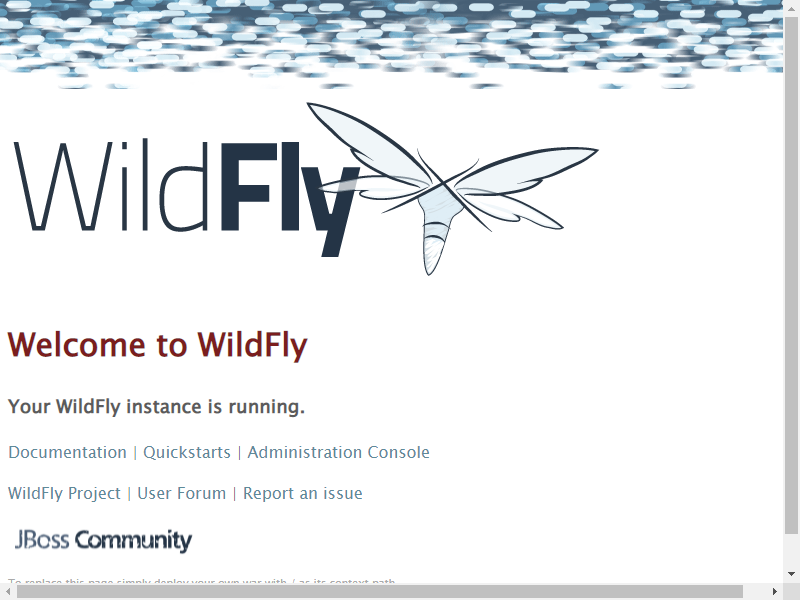 WildFly
Welcome to WildFly
Your WildFly instance is running.
Documentation | Quickstarts | Administration Console
WildFly Project | User Forum | Report an issue
JBoss Community
To replace this page simply deploy your own war with / as its context path.